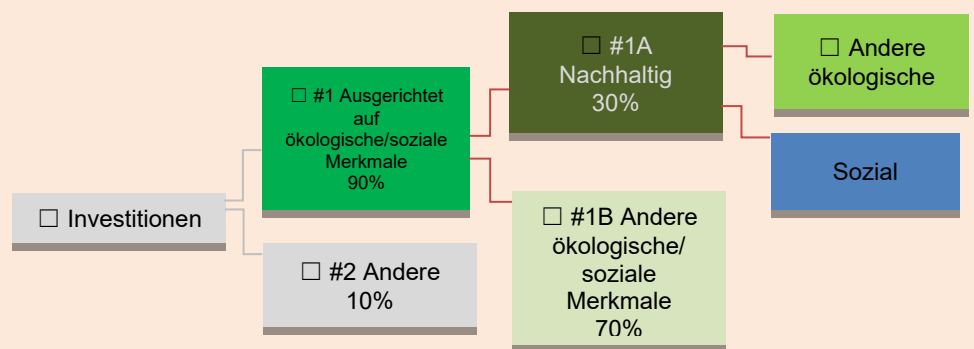 ☐ Investitionen
☐ #1 Ausgerichtet
auf
ökologische/soziale
Merkmale
90%
☐ #2 Andere
10%
☐ #1A
Nachhaltig
30%
☐ #1B Andere
ökologische/
soziale
Merkmale
70%
☐ Andere
ökologische
Sozial